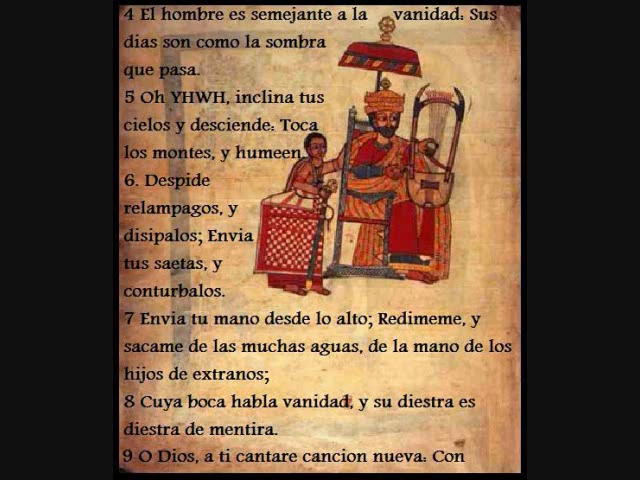 4 El hombre es semejante a la vanidad: Sus
dias son como la sombra
que pasa.
5 Oh YHWH, inclina tus
cielos y desciende: Toca
los montes, y humeen
6. Despide
relampagos, y
disipalos; Envia
tus saetas, y
conturbalos.
7 Envia tu mano desde lo alto; Redimeme, y
sacame de las muchas aguas, de la mano de los
hijos de extranos;
8 Cuya boca habla vanidad, y su diestra es
diestra de mentira.
9 O Dios, a ti cantare cancion nueva: Con